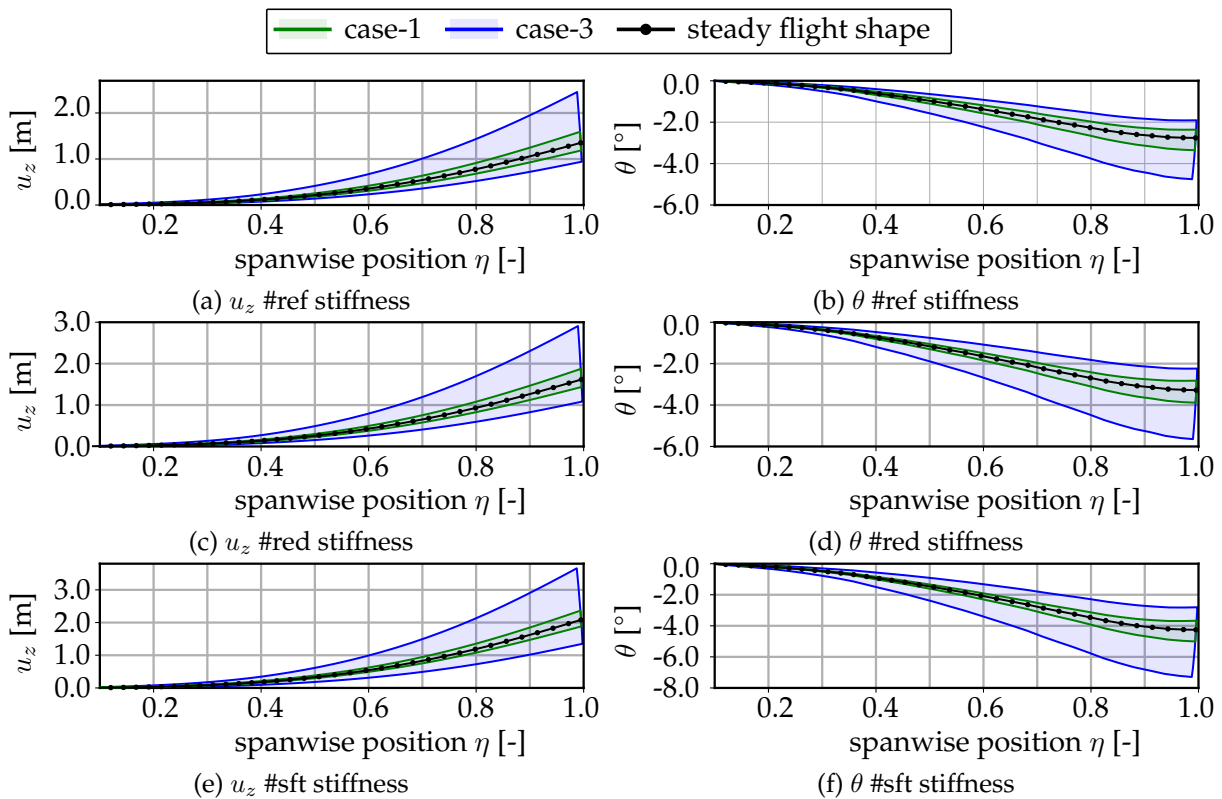 case-1 case-3 steady flight shape
u_z [m]
2.0
1.0
0.0
0.2 0.4 0.6 0.8 1.0
spanwise position η [-]
(a) u_z #ref stiffness
θ [°]
0.0
-2.0
-4.0
-6.0
0.2 0.4 0.6 0.8 1.0
spanwise position η [-]
(b) θ #ref stiffness
u_z [m]
3.0
2.0
1.0
0.0
0.2 0.4 0.6 0.8 1.0
spanwise position η [-]
(c) u_z #red stiffness
θ [°]
0.0
-2.0
-4.0
-6.0
0.2 0.4 0.6 0.8 1.0
spanwise position η [-]
(d) θ #red stiffness
u_z [m]
3.0
2.0
1.0
0.0
0.2 0.4 0.6 0.8 1.0
spanwise position η [-]
(e) u_z #sft stiffness
θ [°]
0.0
-2.0
-4.0
-6.0
-8.0
0.2 0.4 0.6 0.8 1.0
spanwise position η [-]
(f) θ #sft stiffness